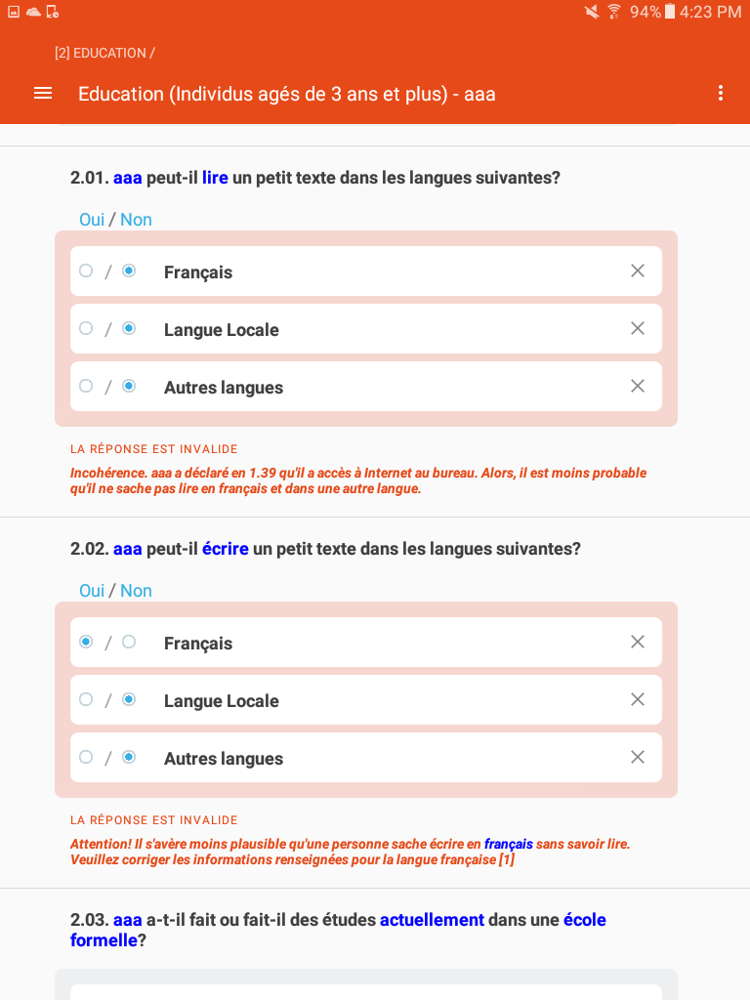 94% 4:23 PM
[2] EDUCATION /
Education (Individus agés de 3 ans et plus) - aaa
2.01. aaa peut-il lire un petit texte dans les langues suivantes?
Oui / Non
/ Français
/ Langue Locale
/ Autres langues
LA RÉPONSE EST INVALIDE
Incohérence. aaa a déclaré en 1.39 qu'il a accès à Internet au bureau. Alors, il est moins probable
qu'il ne sache pas lire en français et dans une autre langue.
2.02. aaa peut-il écrire un petit texte dans les langues suivantes?
Oui / Non
/ Français
/ Langue Locale
/ Autres langues
LA RÉPONSE EST INVALIDE
Attention! Il s'avère moins plausible qu'une personne sache écrire en français sans savoir lire.
Veuillez corriger les informations renseignées pour la langue française [1]
2.03. aaa a-t-il fait ou fait-il des études actuellement dans une école
formelle?